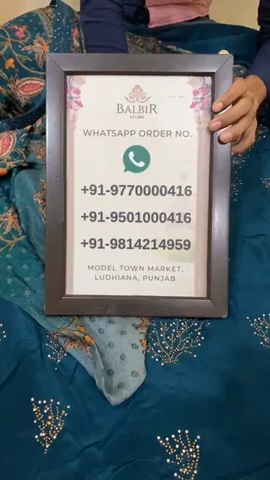 BALBIR
STORE
WHATSAPP ORDER NO.
+91-9770000416
+91-9501000416
+91-9814214959
MODEL TOWN MARKET,
LUDHIANA, PUNJAB